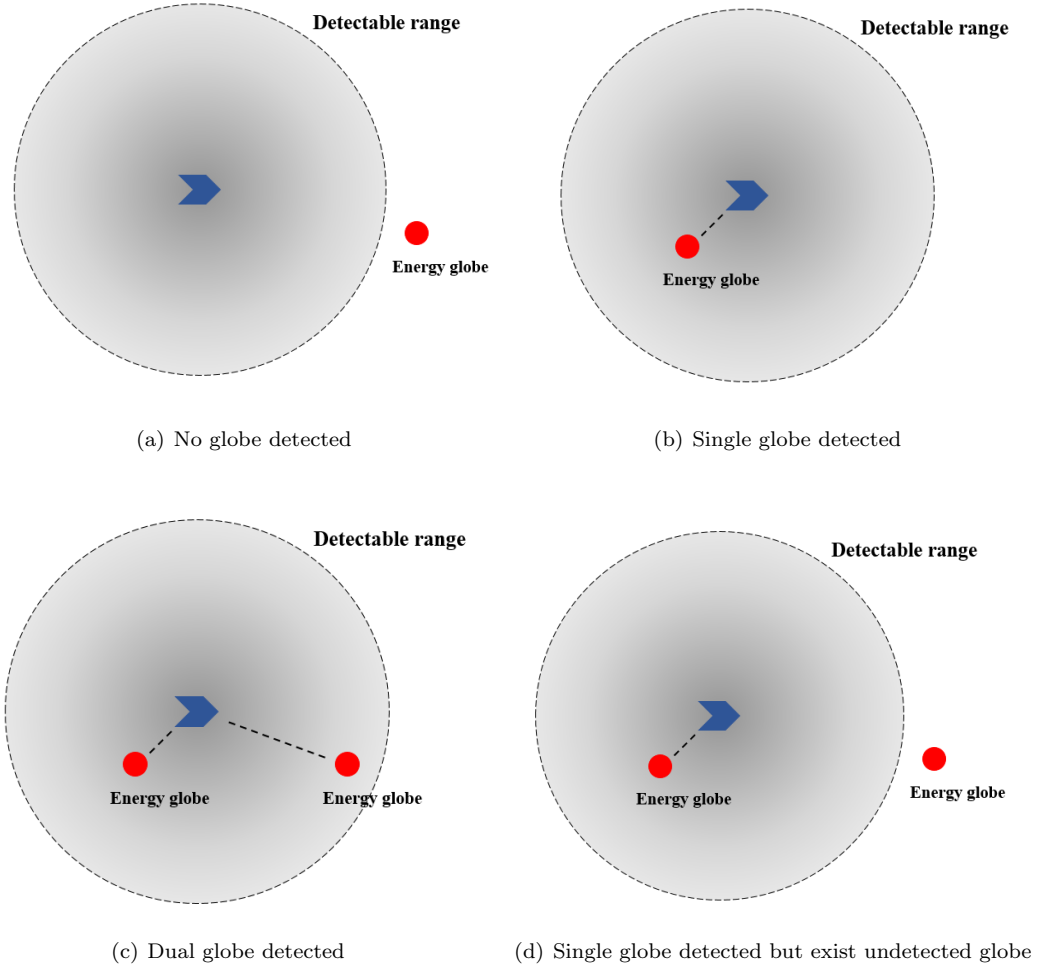 Detectable range
Energy globe
(a) No globe detected
Detectable range
Energy globe
(b) Single globe detected
Detectable range
Energy globe
Energy globe
(c) Dual globe detected
Detectable range
Energy globe
Energy globe
(d) Single globe detected but exist undetected globe